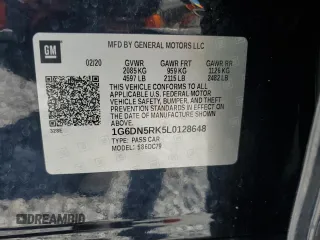 GM
MFD BY GENERAL MOTORS LLC
02/20 GVWR GAWR FRT GAWR RR
2085 KG 959 KG 1126 KG
4597 LB 2115 LB 2482 LB
THIS VEHICLE CONFORMS TO ALL APPLICABLE U.S. FEDERAL MOTOR VEHICLE SAFETY, BUMPER, AND THEFT PREVENTION STANDARDS IN EFFECT ON THE DATE OF MANUFACTURE SHOWN ABOVE.
1G6DN5RK5L0128648
TYPE: PASS CAR
MODEL:
DREAMBID